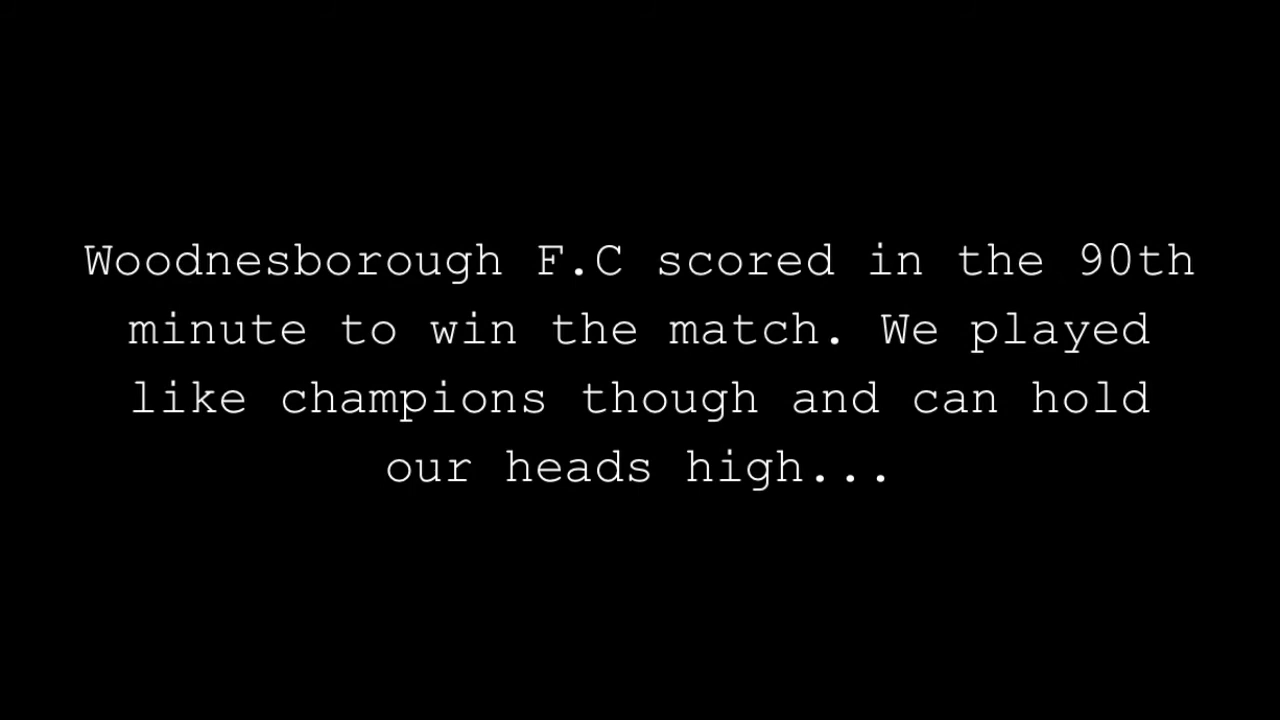 Woodnesborough F.C scored in the 90th
minute to win the match. We played
like champions though and can hold
our heads high...